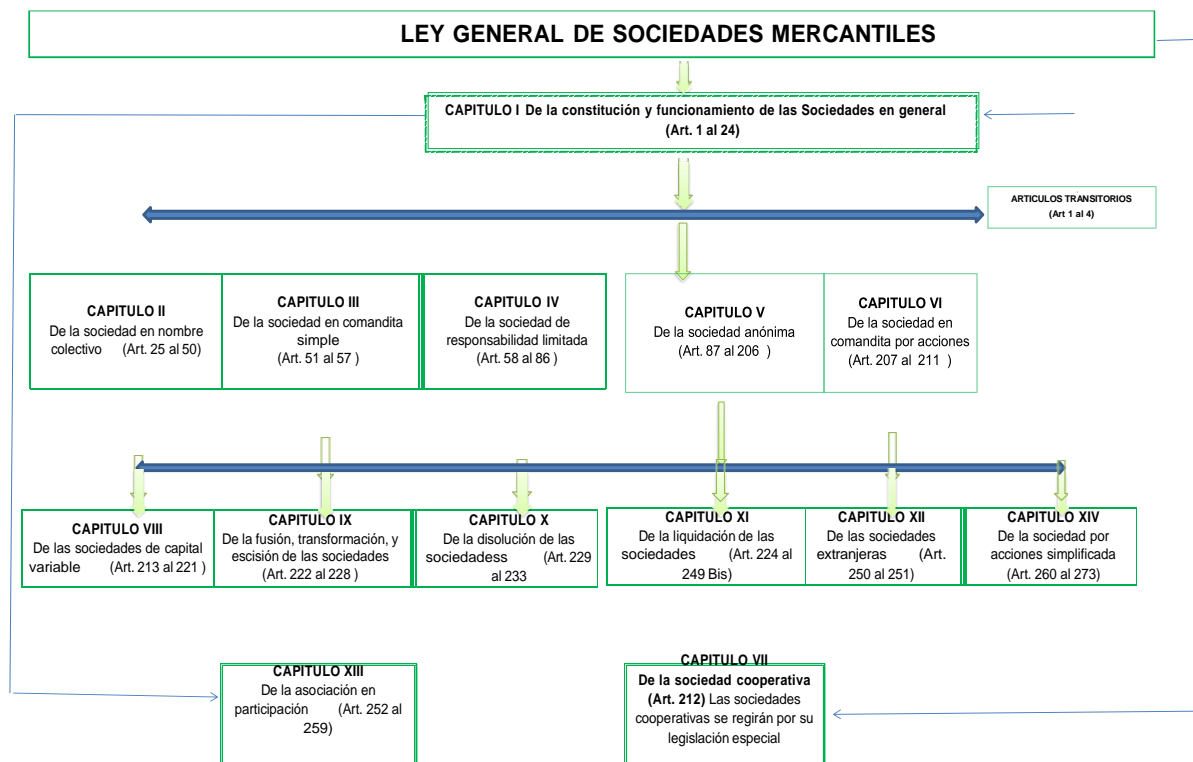 LEY GENERAL DE SOCIEDADES MERCANTILES
CAPITULO I De la constitución y funcionamiento de las Sociedades en general
(Art. 1 al 24)
ARTICULOS TRANSITORIOS
(Art 1 al 4)
CAPITULO II
De la sociedad en nombre
colectivo (Art. 25 al 50)
CAPITULO III
De la sociedad en comandita
simple
(Art. 51 al 57 )
CAPITULO IV
De la sociedad de
responsabilidad limitada
(Art. 58 al 86 )
CAPITULO V
De la sociedad anónima
(Art. 87 al 206 )
CAPITULO VI
De la sociedad en
comandita por acciones
(Art. 207 al 211 )
CAPITULO VIII
De las sociedades de capital
variable (Art. 213 al 221 )
CAPITULO IX
De la fusión, transformación, y
escisión de las sociedades
(Art. 222 al 228 )
CAPITULO X
De la disolución de las
sociedadess (Art. 229
al 233
CAPITULO XI
De la liquidación de las
sociedades (Art. 224 al
249 Bis)
CAPITULO XII
De las sociedades
extranjeras (Art.
250 al 251)
CAPITULO XIV
De la sociedad por
acciones simplificada
(Art. 260 al 273)
CAPITULO XIII
De la asociación en
participación (Art. 252 al
259)
CAPITULO VII
De la sociedad cooperativa
(Art. 212) Las sociedades
cooperativas se regirán por su
legislación especial